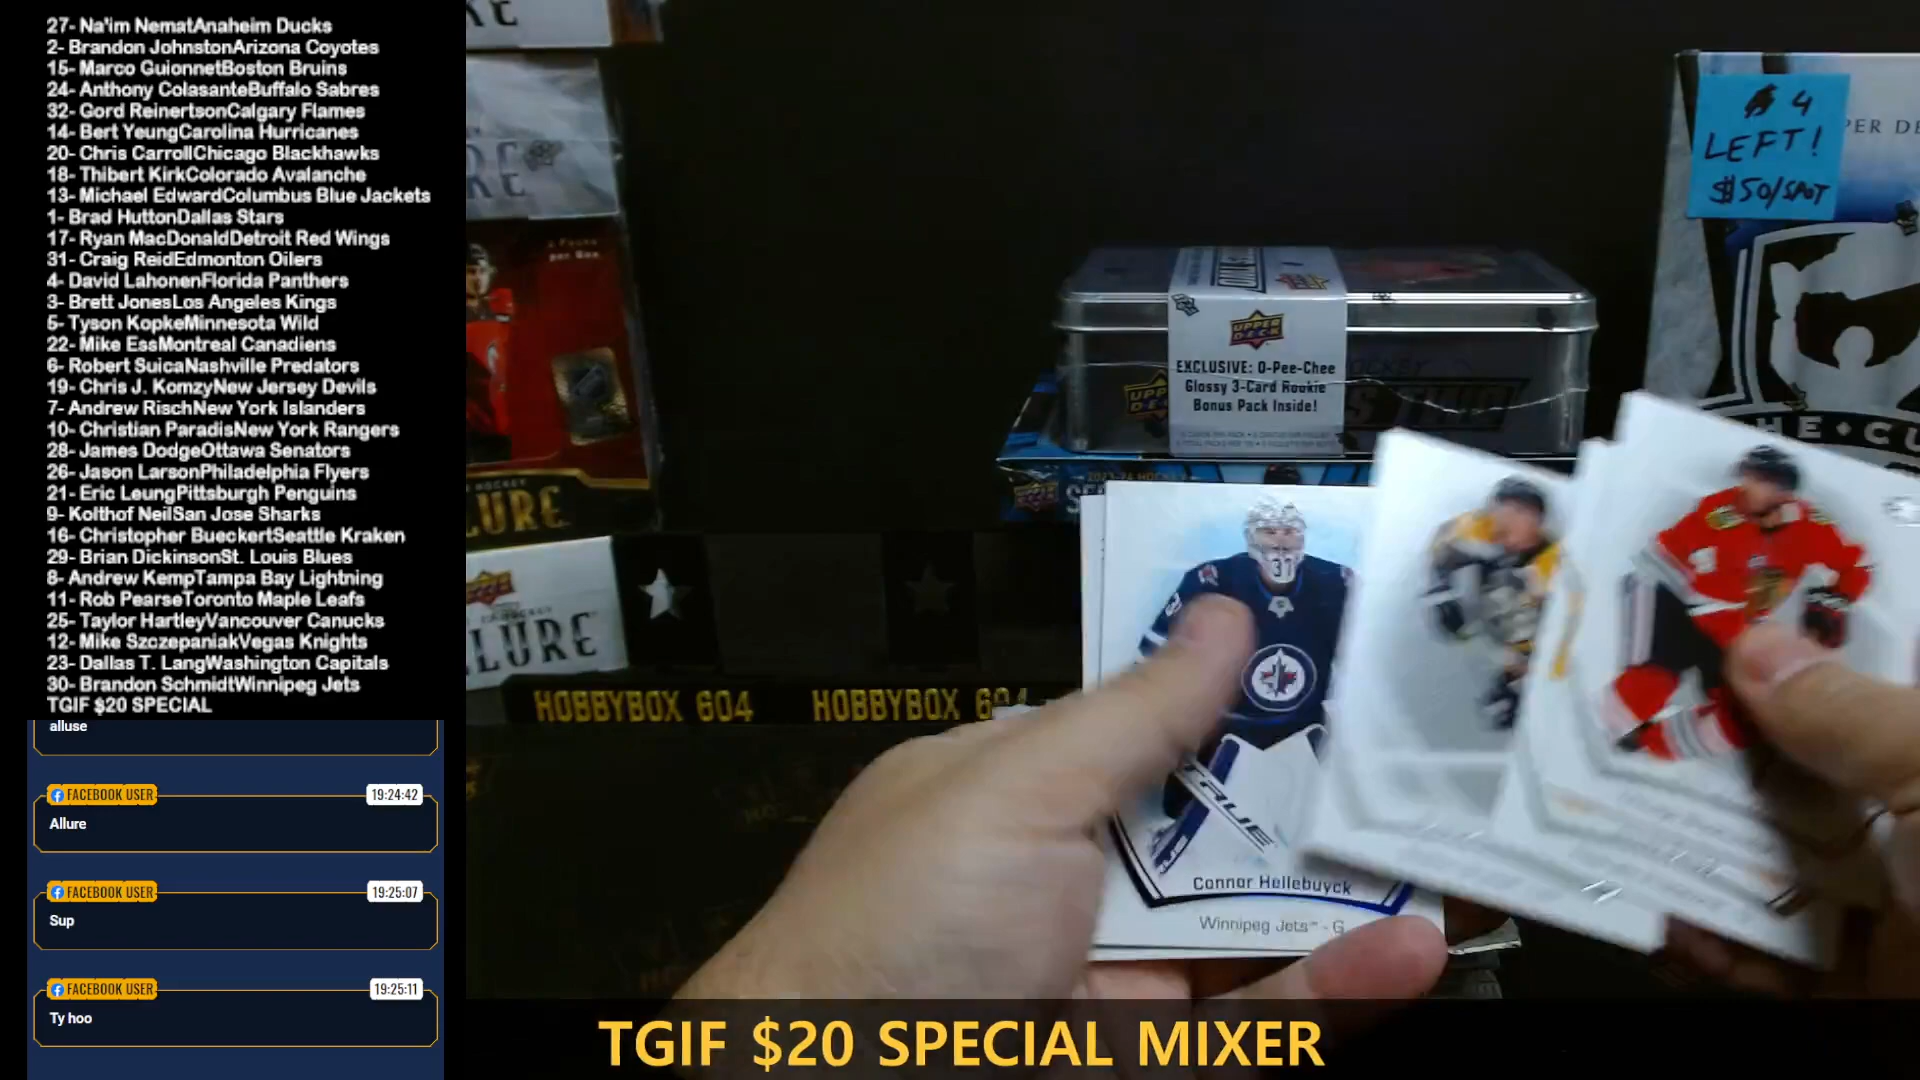 27- Na'im NematAnaheim Ducks
2- Brandon JohnstonArizona Coyotes
15- Marco GuionnetBoston Bruins
24- Anthony ColasanteBuffalo Sabres
32- Gord ReinertsonCalgary Flames
14- Bert YeungCarolina Hurricanes
20- Chris CarrollChicago Blackhawks
18- Thibert KirkColorado Avalanche
13- Michael EdwardColumbus Blue Jackets
1- Brad HuttonDallas Stars
17- Ryan MacDonaldDetroit Red Wings
31- Craig ReidEdmonton Oilers
4- David LahonenFlorida Panthers
3- Brett JonesLos Angeles Kings
5- Tyson KopkeMinnesota Wild
22- Mike EssMontreal Canadiens
6- Robert SuicaNashville Predators
19- Chris J. KomzyNew Jersey Devils
7- Andrew RischNew York Islanders
10- Christian ParadisNew York Rangers
28- James DodgeOttawa Senators
26- Jason LarsonPhiladelphia Flyers
21- Eric LeungPittsburgh Penguins
9- Kolthof NeilSan Jose Sharks
16- Christopher BueckertSeattle Kraken
29- Brian DickinsonSt. Louis Blues
8- Andrew KempTampa Bay Lightning
11- Rob PearseToronto Maple Leafs
25- Taylor HartleyVancouver Canucks
12- Mike SzczepaniakVegas Knights
23- Dallas T. LangWashington Capitals
30- Brandon SchmidtWinnipeg Jets
TGIF $20 SPECIAL
alluse
FACEBOOK USER 19:24:42
Allure
FACEBOOK USER 19:25:07
Sup
FACEBOOK USER 19:25:11
Ty hoo
4
LEFT!
$50/SPOT
UPPER
DECK
EXCLUSIVE: O-Pee-Chee
Glossy 3-Card Rookie
Bonus Pack Inside!
HOBBYBOX 604 HOBBYBOX 604
TRUE
Connor Hellebuyck
Winnipeg Jets™ - G
TGIF $20 SPECIAL MIXER